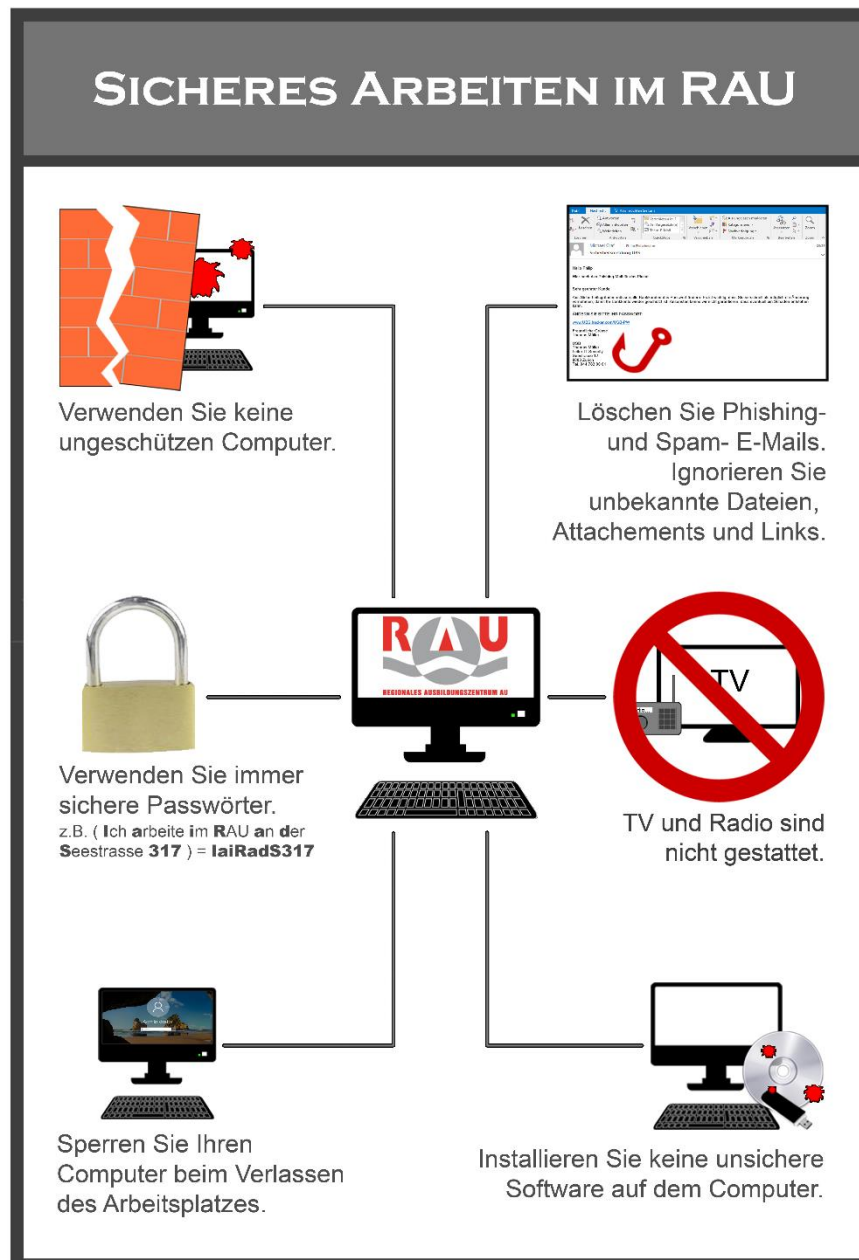 SICHERES ARBEITEN IM RAU
Verwenden Sie keine
ungeschützen Computer.
Löschen Sie Phishing-
und Spam- E-Mails.
Ignorieren Sie
unbekannte Dateien,
Attachements und Links.
RAU
REGIONALES AUSBILDUNGSZENTRUM AU
Verwenden Sie immer
sichere Passwörter.
z.B. ( Ich arbeite im RAU an der
Seestrasse 317 ) = IaiRadS317
TV
TV und Radio sind
nicht gestattet.
Sperren Sie Ihren
Computer beim Verlassen
des Arbeitsplatzes.
Installieren Sie keine unsichere
Software auf dem Computer.